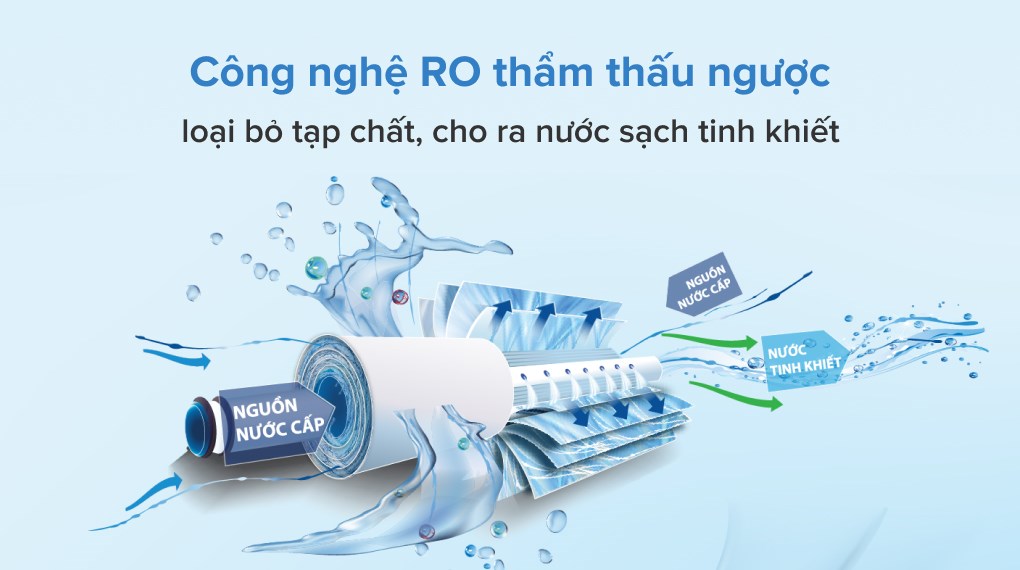 Công nghệ RO thẩm thấu ngược
loại bỏ tạp chất, cho ra nước sạch tinh khiết
NGUỒN
NƯỚC CẤP
NƯỚC
TINH KHIẾT
NGUỒN
NƯỚC CẤP